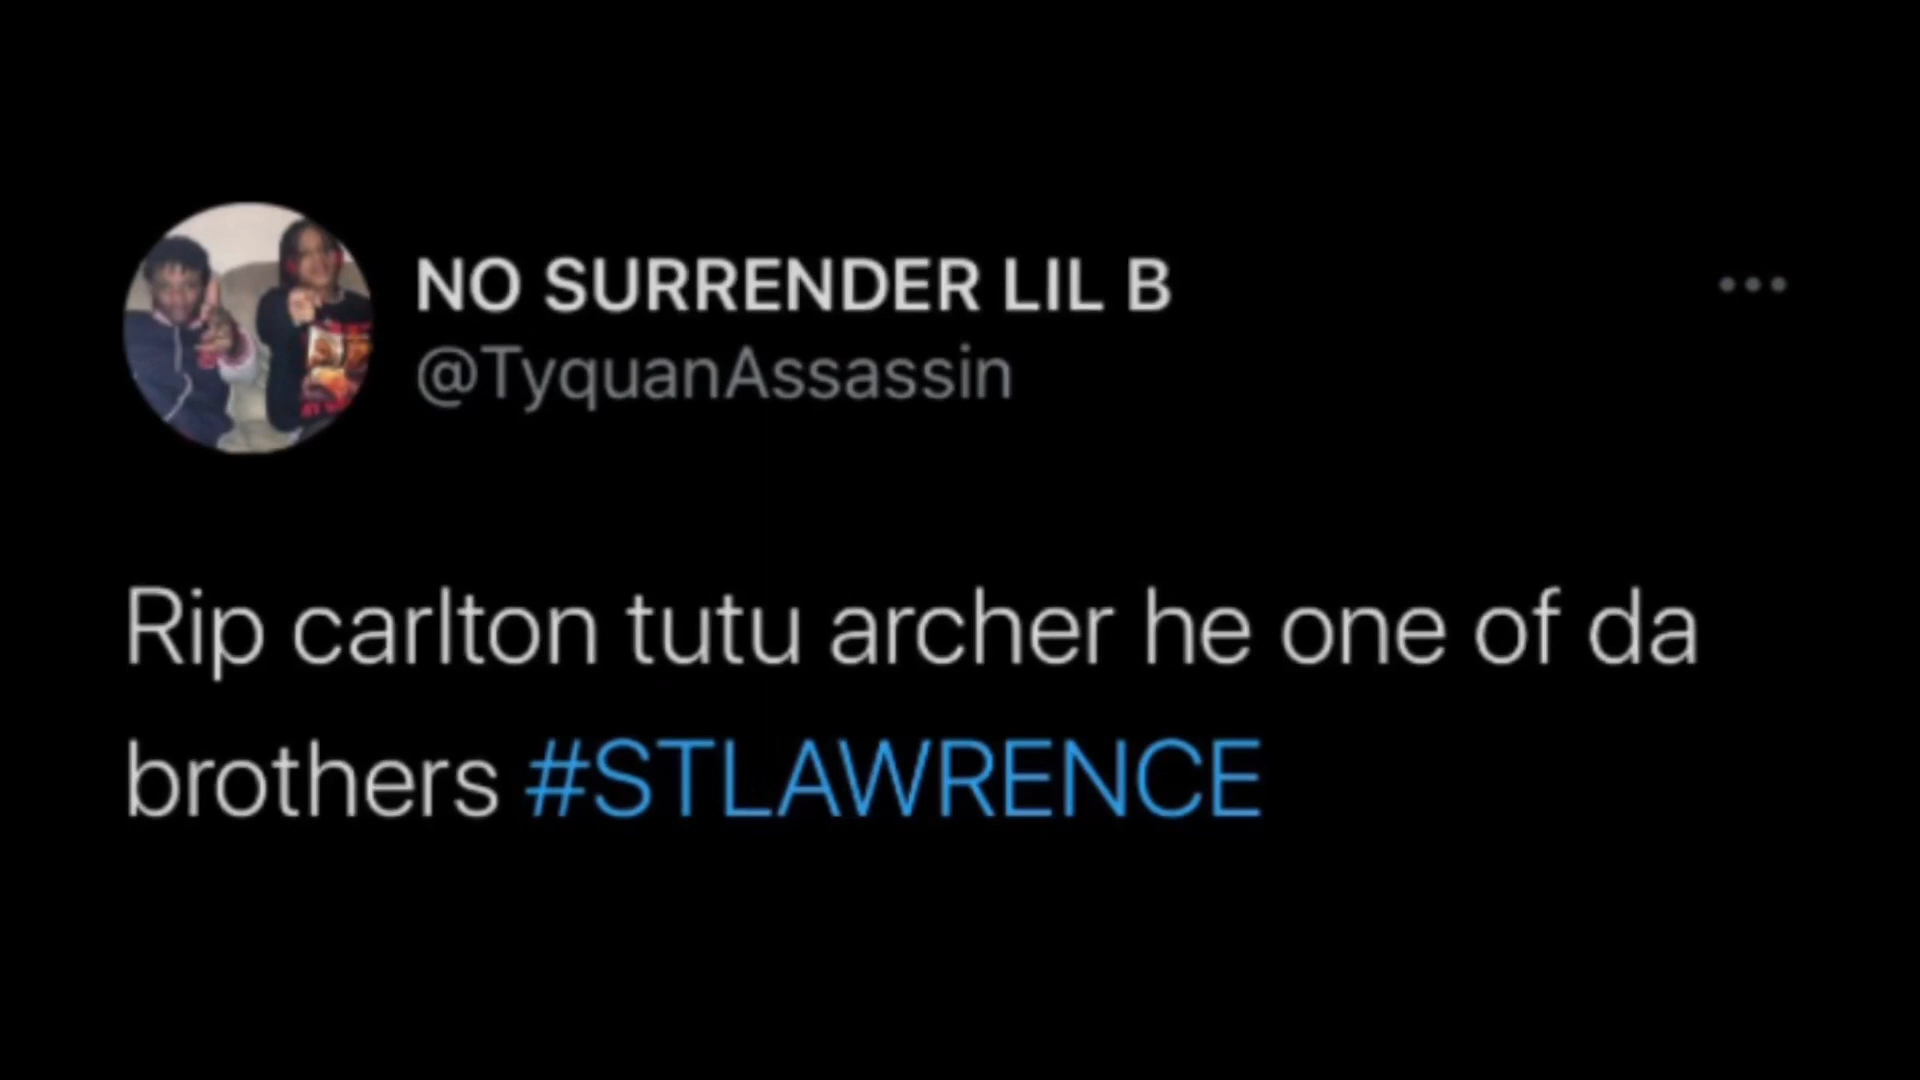 NO SURRENDER LIL B
@TyquanAssassin
Rip carlton tutu archer he one of da
brothers #STLAWRENCE